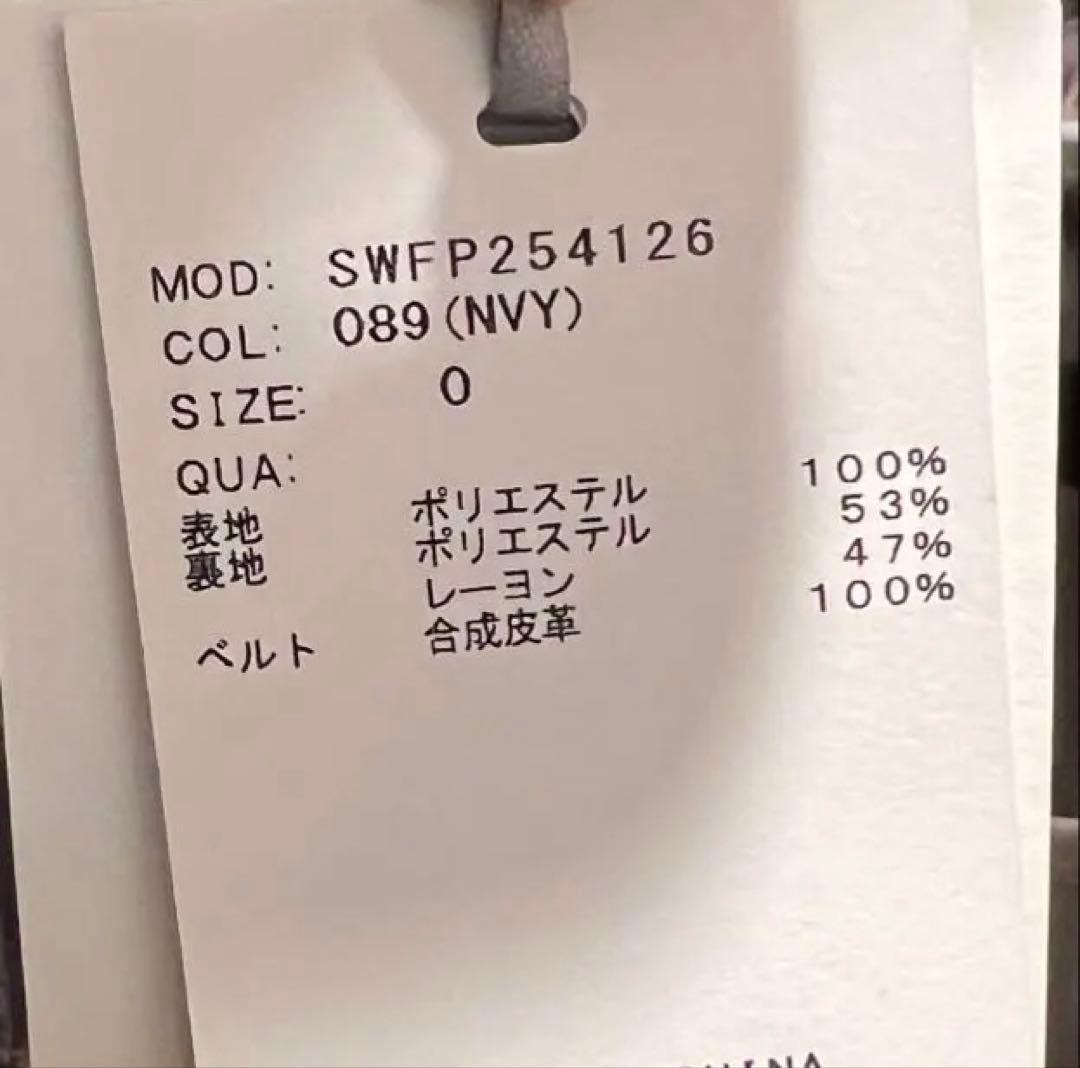 MOD: SWFP254126
COL: 089(NVY)
SIZE: 0
QUA:
表地 ポリエステル 100%
裏地 ポリエステル 53%
レーヨン 47%
ベルト 合成皮革 100%